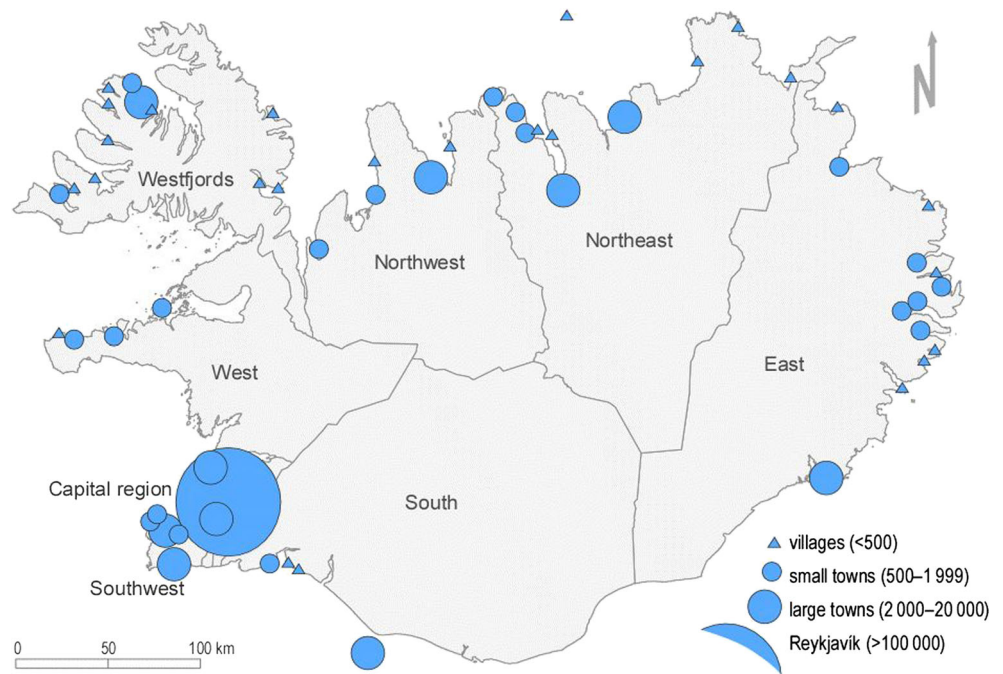 N
Westfjords
Northeast
Northwest
East
West
Capital region
South
Southwest
villages (<500)
small towns (500–1 999)
large towns (2 000–20 000)
Reykjavík (>100 000)
0 50 100 km